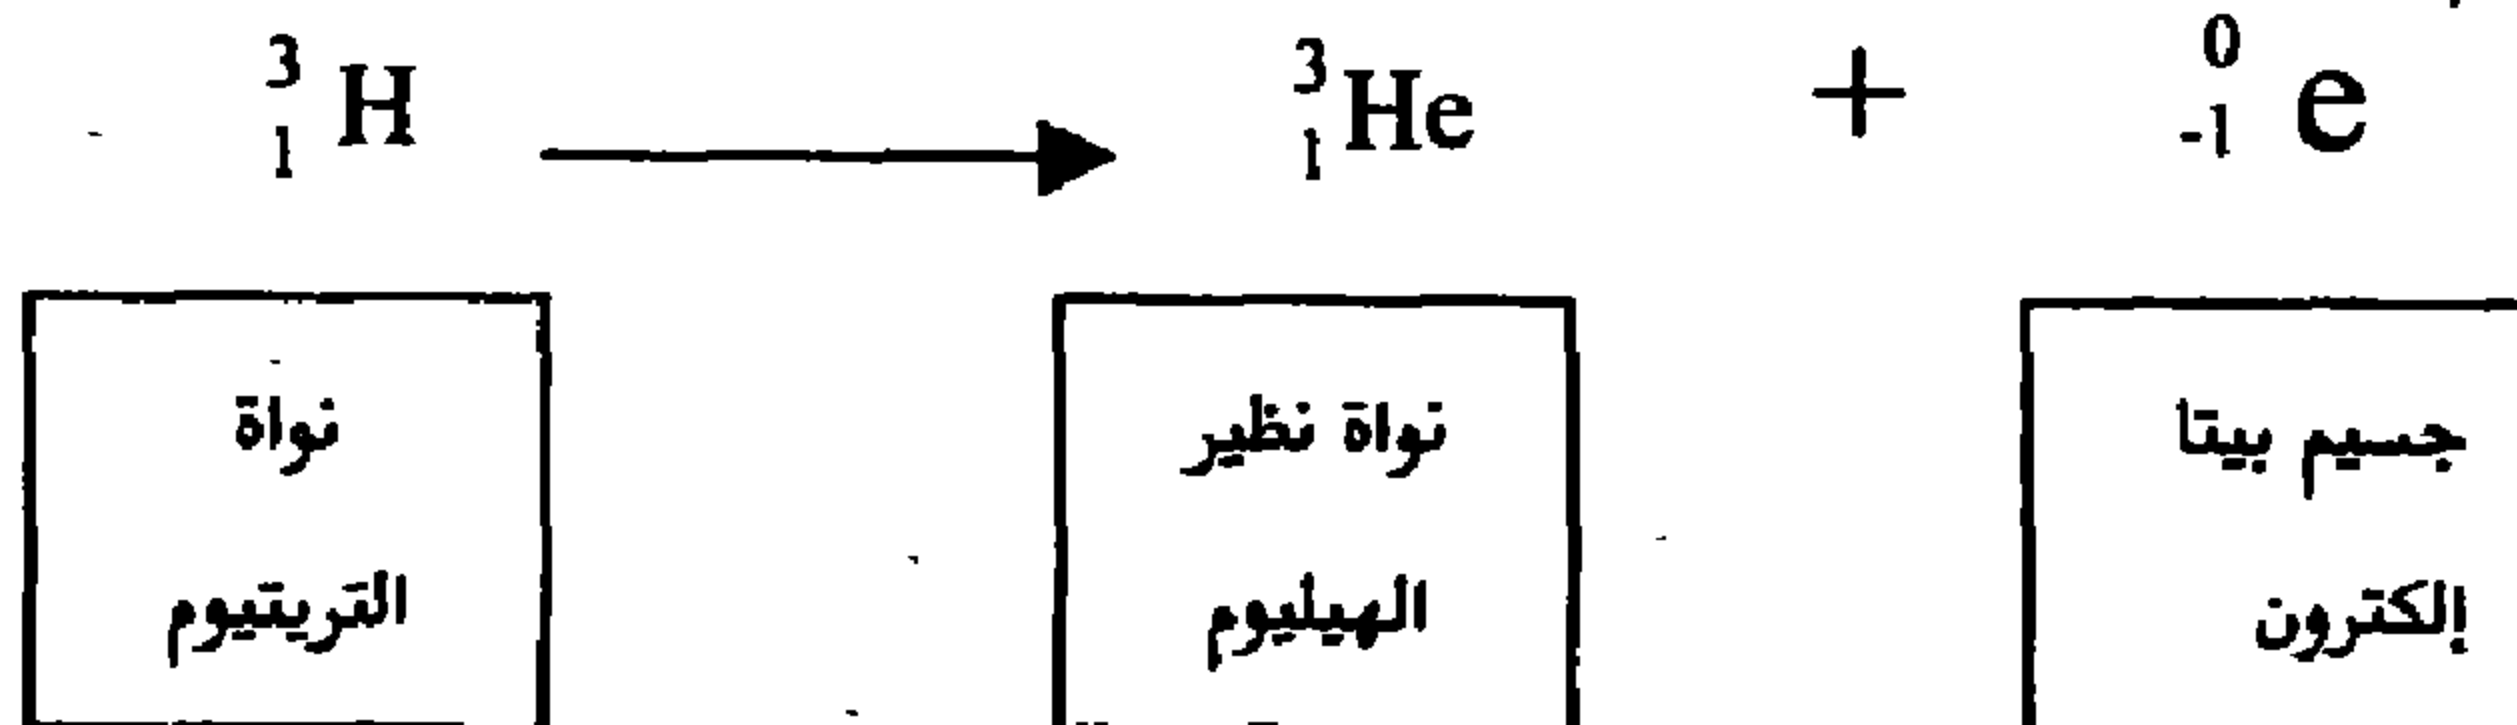 ³₁H → ³₁He + ⁰₋₁e
نواة
التريتيوم
نواة نظير
الهيليوم
جسيم بيتا
إلكترون